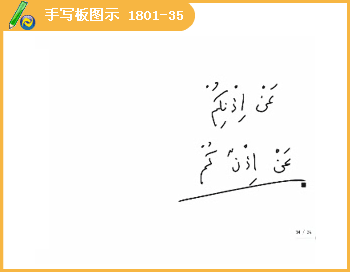 手写板图示 1801-35
عَنْ اِذْنِكُمْ
عَنْ اِذْنٌ كُمْ